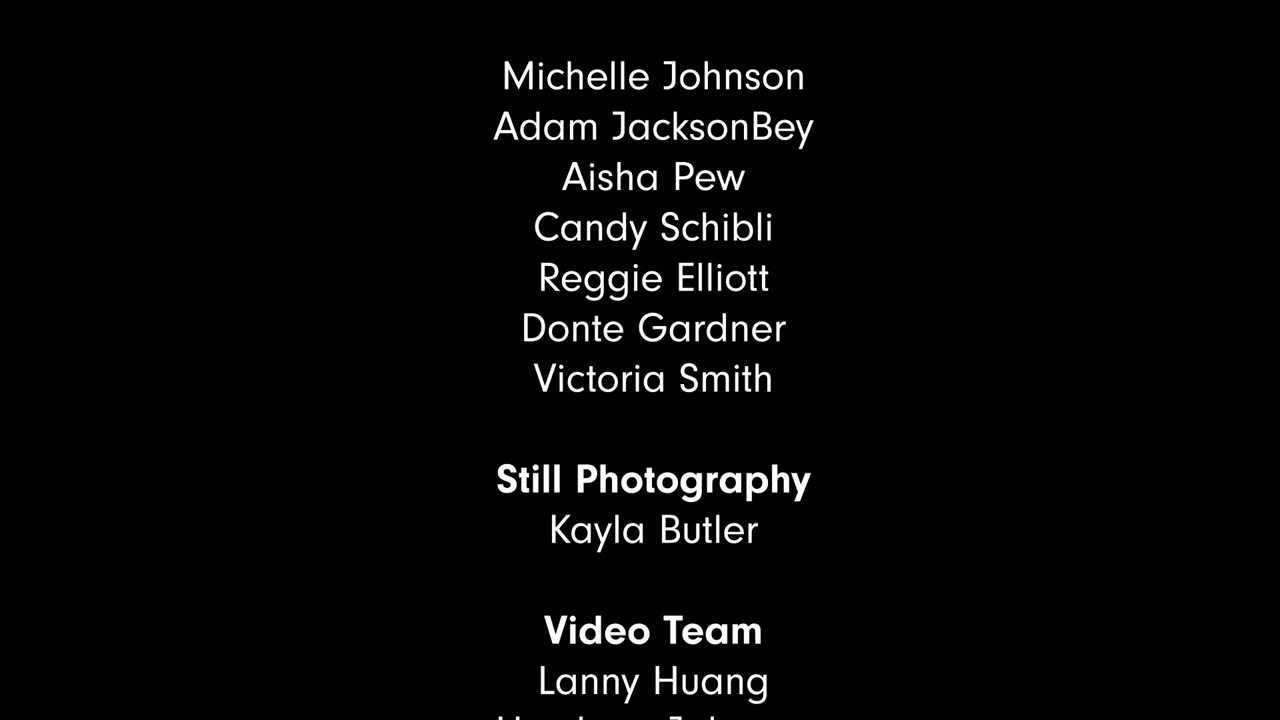 Michelle Johnson
Adam JacksonBey
Aisha Pew
Candy Schibli
Reggie Elliott
Donte Gardner
Victoria Smith
Still Photography
Kayla Butler
Video Team
Lanny Huang